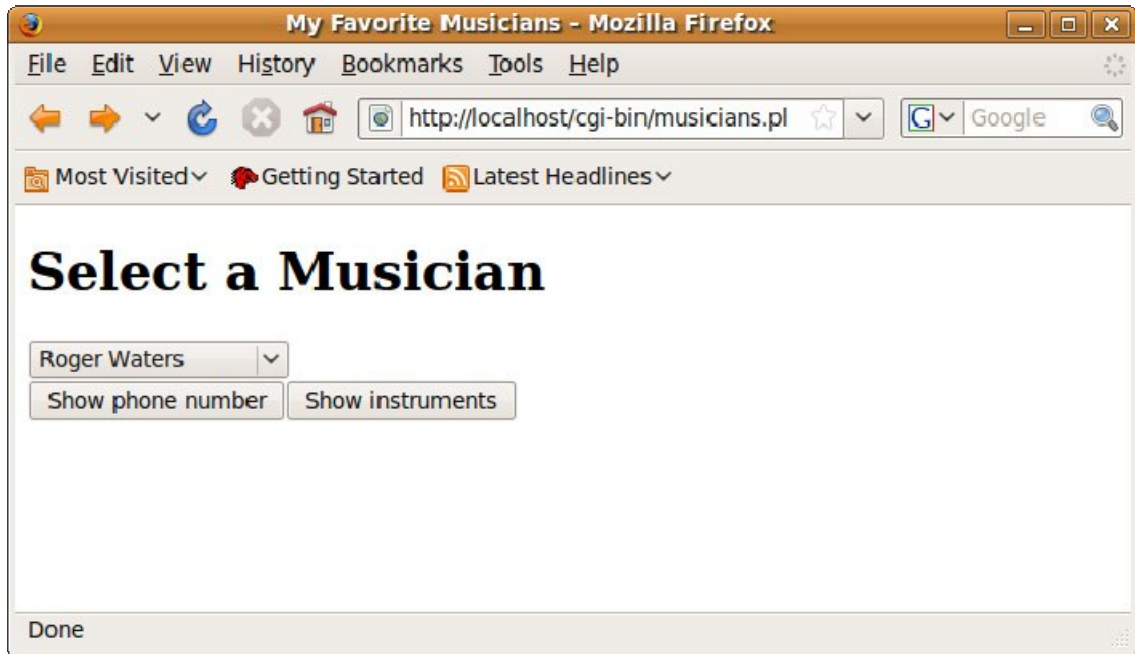 My Favorite Musicians - Mozilla Firefox
File Edit View History Bookmarks Tools Help
http://localhost/cgi-bin/musicians.pl G Google
Most Visited Getting Started Latest Headlines
Select a Musician
Roger Waters
Show phone number Show instruments
Done